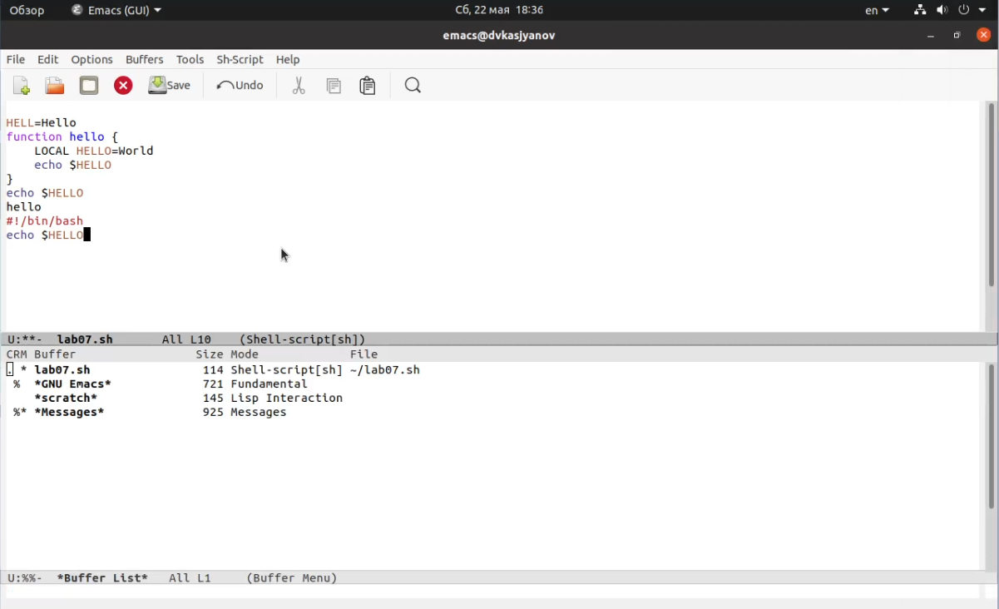 Обзор Emacs (GUI) Сб, 22 мая 18:36 en
emacs@dvkasjyanov
File Edit Options Buffers Tools Sh-Script Help
Save Undo
HELL=Hello
function hello {
    LOCAL HELLO=World
    echo $HELLO
}
echo $HELLO
hello
#!/bin/bash
echo $HELLO
U:**-  lab07.sh       All L10    (Shell-script[sh])
CRM Buffer                 Size Mode             File
. * lab07.sh                114 Shell-script[sh] ~/lab07.sh
 %  *GNU Emacs*             721 Fundamental
    *scratch*               145 Lisp Interaction
 %* *Messages*              925 Messages
U:%%-  *Buffer List*   All L1     (Buffer Menu)